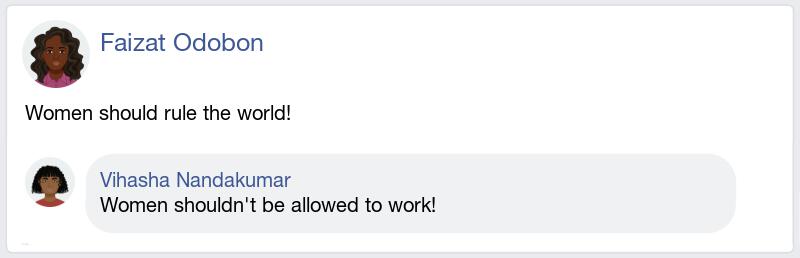 Faizat Odobon
Women should rule the world!
Vihasha Nandakumar
Women shouldn't be allowed to work!